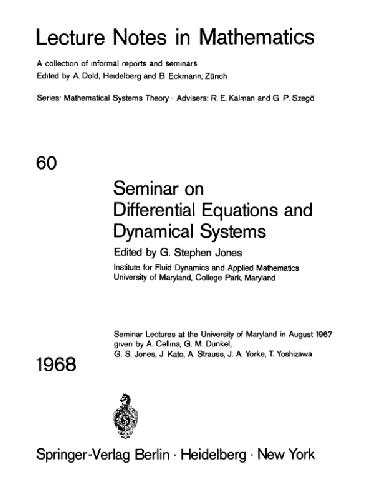 Lecture Notes in Mathematics
A collection of informal reports and seminars
Edited by A. Dold, Heidelberg and B. Eckmann, Zürich
Series: Mathematical Systems Theory · Advisers: R. E. Kalman and G. P. Szegö
60
Seminar on
Differential Equations and
Dynamical Systems
Edited by G. Stephen Jones
Institute for Fluid Dynamics and Applied Mathematics
University of Maryland, College Park, Maryland
Seminar Lectures at the University of Maryland in August 1967
given by A. Cellina, G. M. Dunkel,
G. S. Jones, J. Kato, A. Strauss, J. A. Yorke, T. Yoshizawa
1968
Springer-Verlag Berlin · Heidelberg · New York